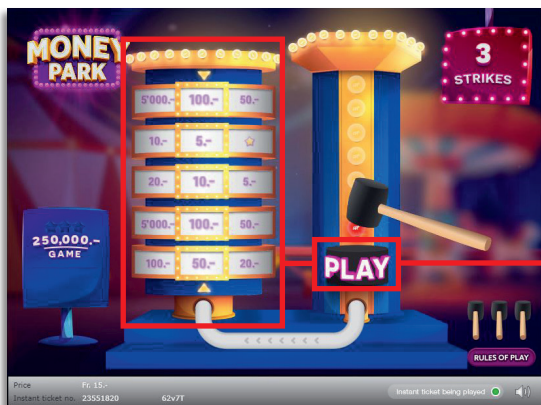 MONEY
PARK
3
STRIKES
5'000.- 100.- 50.-
10.- 5.-
20.- 10.- 5.-
5'000.- 100.- 50.-
100.- 50.- 20.-
250,000.-
GAME
PLAY
RULES OF PLAY
Price Fr. 15.-
Instant ticket no. 23551820 62v7T
Instant ticket being played